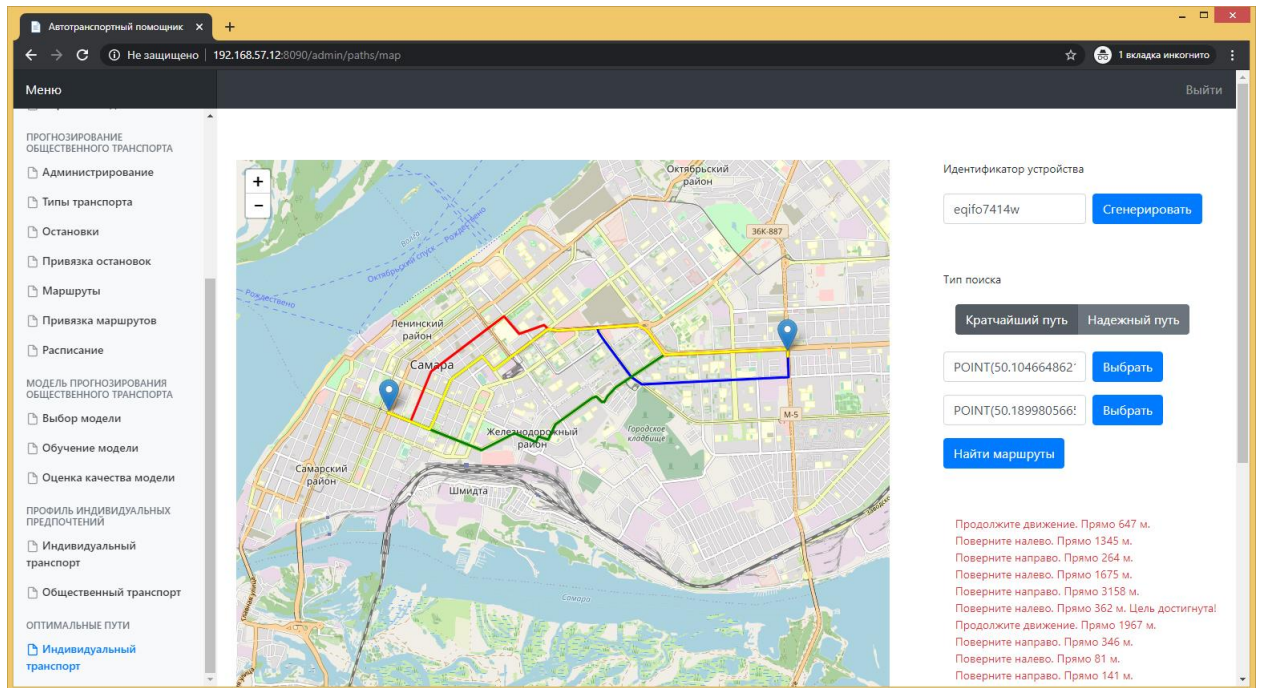 Автотранспортный помощник
Не защищено
192.168.57.12:8090/admin/paths/map
1 вкладка инкогнито
Меню
Выйти
ПРОГНОЗИРОВАНИЕ
ОБЩЕСТВЕННОГО ТРАНСПОРТА
Администрирование
Типы транспорта
Остановки
Привязка остановок
Маршруты
Привязка маршрутов
Расписание
МОДЕЛЬ ПРОГНОЗИРОВАНИЯ
ОБЩЕСТВЕННОГО ТРАНСПОРТА
Выбор модели
Обучение модели
Оценка качества модели
ПРОФИЛЬ ИНДИВИДУАЛЬНЫХ
ПРЕДПОЧТЕНИЙ
Индивидуальный
транспорт
Общественный транспорт
ОПТИМАЛЬНЫЕ ПУТИ
Индивидуальный
транспорт
+
−
Октябрьский
район
36К-887
Волга
Октябрьский спуск — Рождествено
Рождествено
Ленинский
район
Самара
М-5
Железнодорожный
район
Городское
кладбище
Самарский
район
Шмидта
Самара
Идентификатор устройства
eqifo7414w
Сгенерировать
Тип поиска
Кратчайший путь
Надежный путь
POINT(50.104664862
Выбрать
POINT(50.189980566
Выбрать
Найти маршруты
Продолжите движение. Прямо 647 м.
Поверните налево. Прямо 1345 м.
Поверните направо. Прямо 264 м.
Поверните налево. Прямо 1675 м.
Поверните направо. Прямо 3158 м.
Поверните налево. Прямо 362 м. Цель достигнута!
Продолжите движение. Прямо 1967 м.
Поверните направо. Прямо 346 м.
Поверните налево. Прямо 81 м.
Поверните направо. Прямо 141 м.